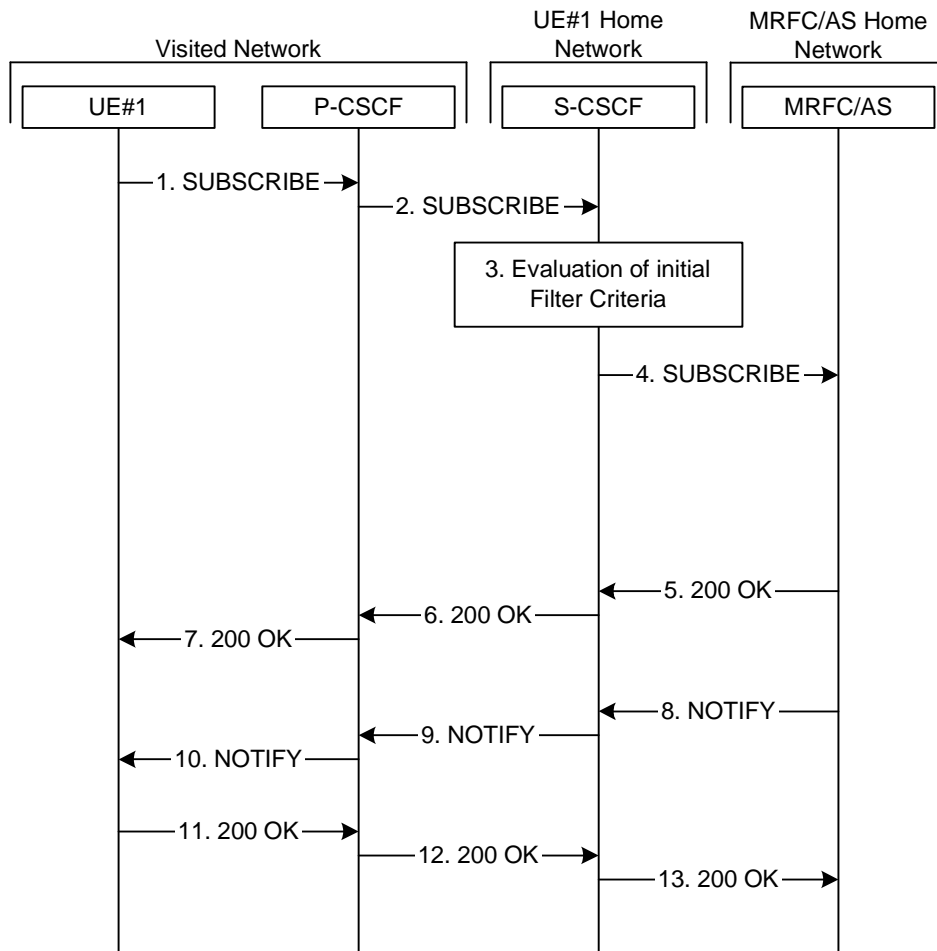 UE#1 Home
Network
MRFC/AS Home
Network
Visited Network
UE#1
P-CSCF
S-CSCF
MRFC/AS
1. SUBSCRIBE
2. SUBSCRIBE
3. Evaluation of initial
Filter Criteria
4. SUBSCRIBE
5. 200 OK
6. 200 OK
7. 200 OK
8. NOTIFY
9. NOTIFY
10. NOTIFY
11. 200 OK
12. 200 OK
13. 200 OK